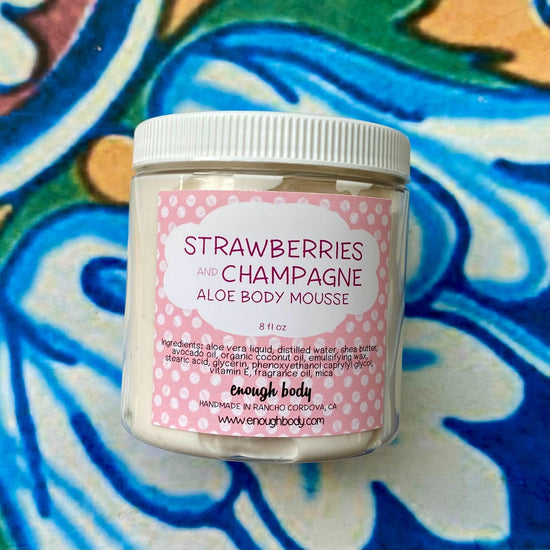 STRAWBERRIES
AND CHAMPAGNE
ALOE BODY MOUSSE
8 fl oz
Ingredients: aloe vera liquid, distilled water, shea butter,
avocado oil, organic coconut oil, emulsifying wax,
stearic acid, glycerin, phenoxyethanol caprylyl glycol,
vitamin E, fragrance oil, mica
enough body
HANDMADE IN RANCHO CORDOVA, CA
www.enoughbody.com